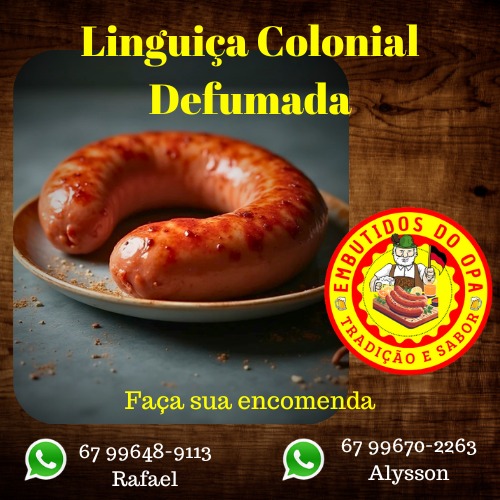 Linguiça Colonial
Defumada
EMBUTIDOS DO OPA
TRADIÇÃO E SABOR
Faça sua encomenda
67 99648-9113
Rafael
67 99670-2263
Alysson